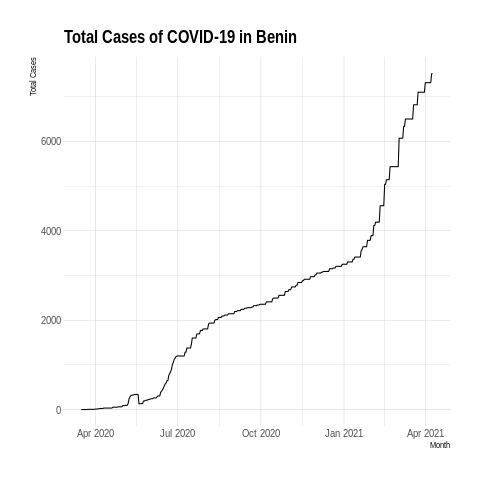 Total Cases of COVID-19 in Benin
Total Cases
6000
4000
2000
0
Apr 2020 Jul 2020 Oct 2020 Jan 2021 Apr 2021
Month